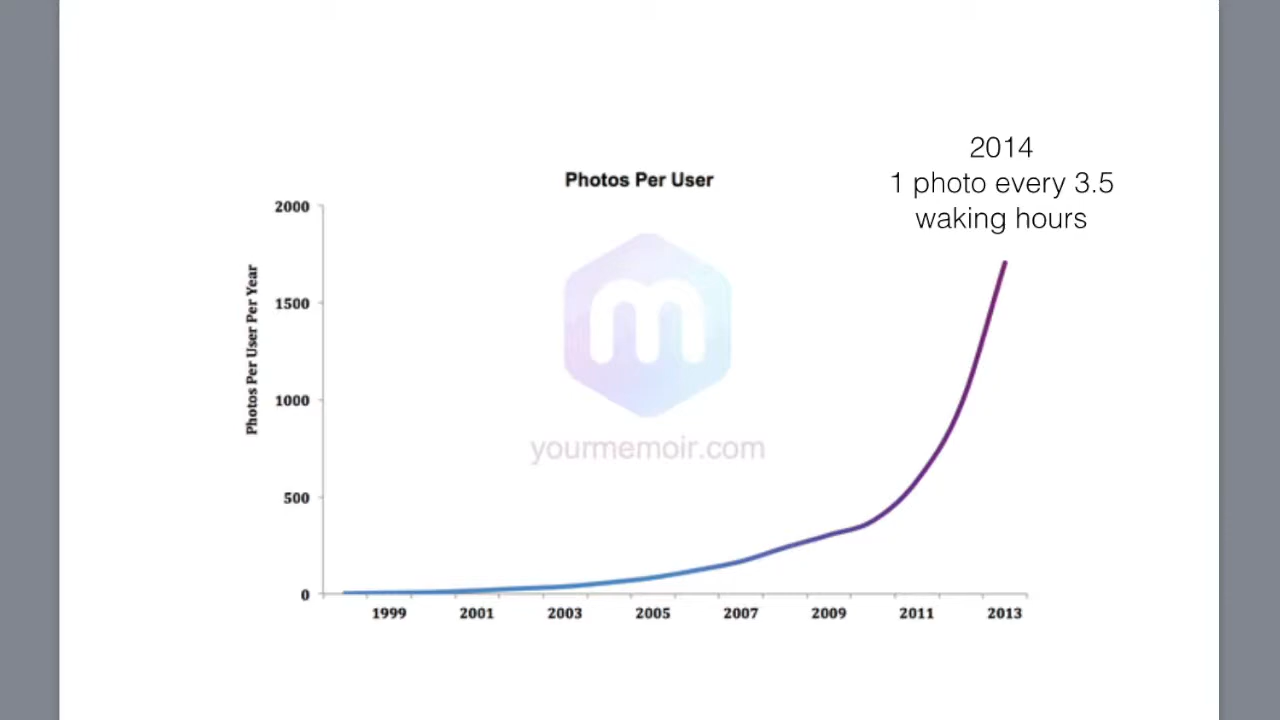 2014
1 photo every 3.5
waking hours
Photos Per User
2000
1500
1000
500
0
Photos Per User Per Year
m
yourmemoir.com
1999 2001 2003 2005 2007 2009 2011 2013